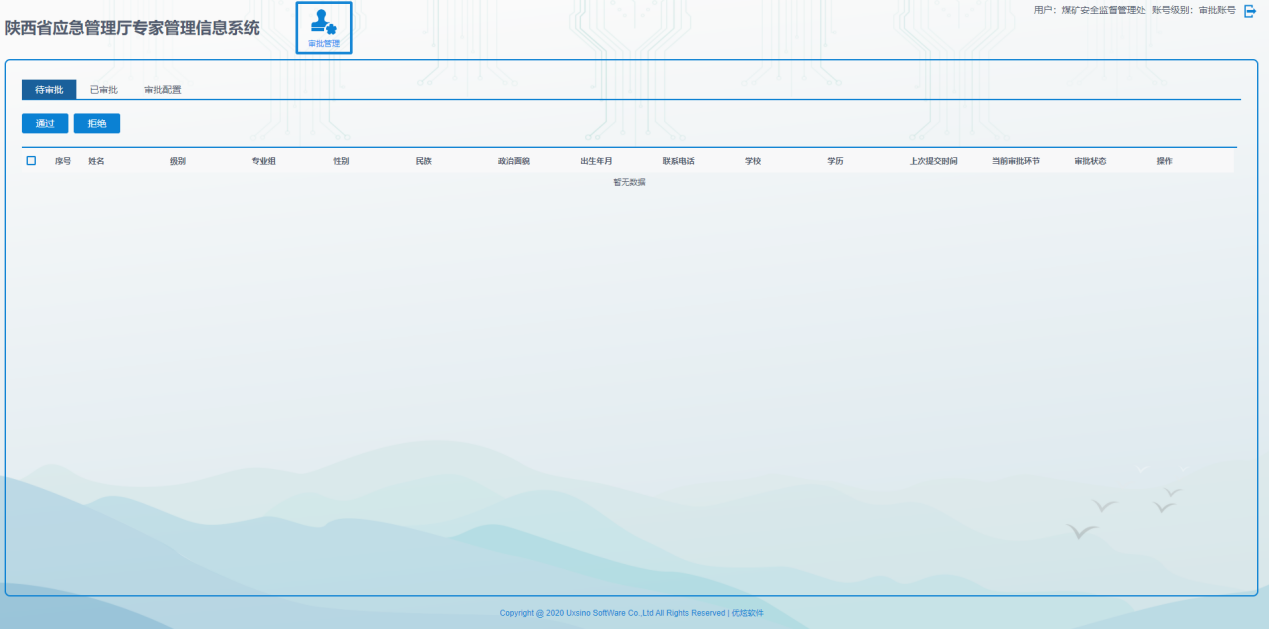 用户：煤矿安全监督管理处 账号级别：审批账号
陕西省应急管理厅专家管理信息系统
审批管理
待审批 已审批 审批配置
通过 拒绝
序号 姓名 级别 专业组 性别 民族 政治面貌 出生年月 联系电话 学校 学历 上次提交时间 当前审批环节 审批状态 操作
暂无数据
Copyright @ 2020 Uxsino SoftWare Co.,Ltd All Rights Reserved | 优炫软件